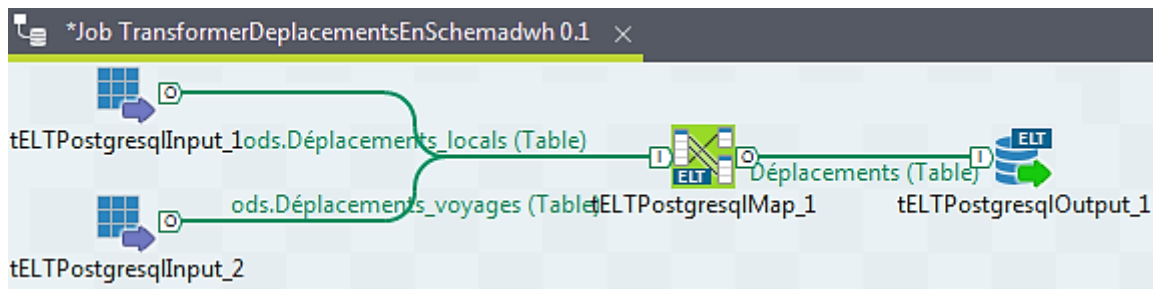 *Job TransformerDeplacementsEnSchemadwh 0.1
O
tELTPostgresqlInput_1
ods.Déplacements_locals (Table)
I
ELT
O
Déplacements (Table)
I
ELT
O
ods.Déplacements_voyages (Table)
tELTPostgresqlMap_1
tELTPostgresqlOutput_1
tELTPostgresqlInput_2